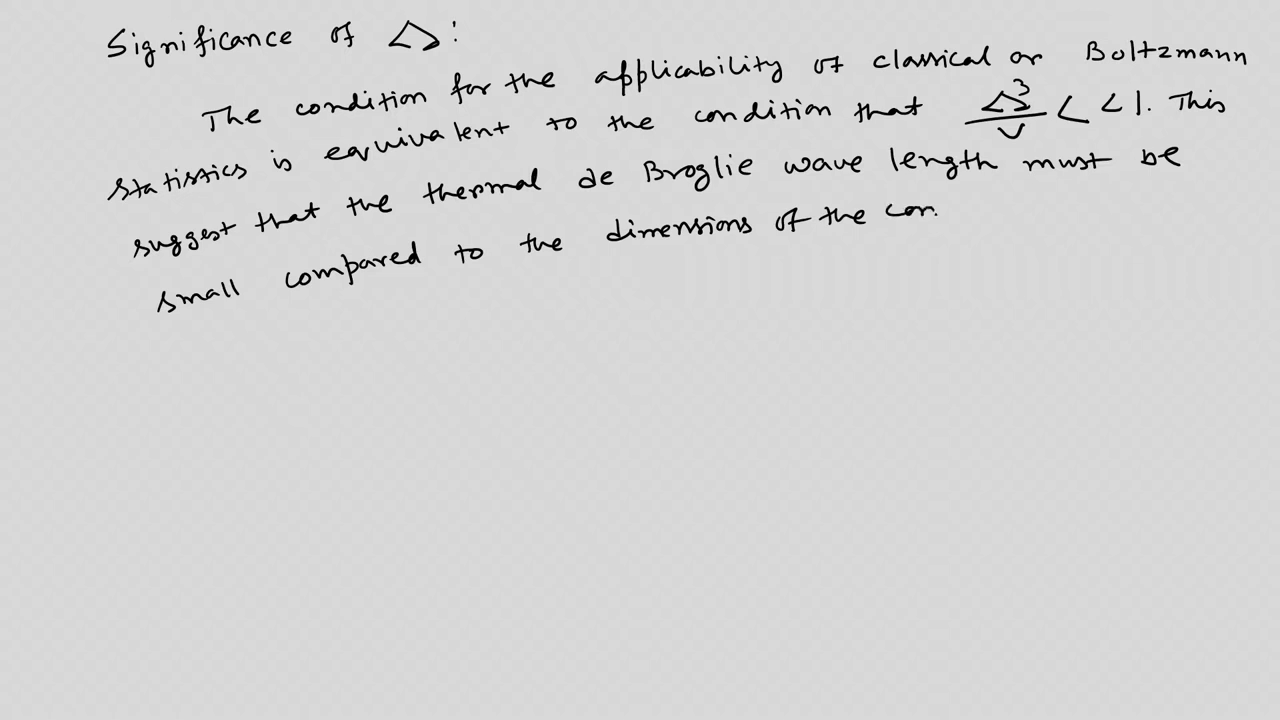 Significance of Δ:
The condition for the applicability of classical or Boltzmann
statistics is equivalent to the condition that Δ³/V << 1. This
suggest that the thermal de Broglie wave length must be
small compared to the dimensions of the con.